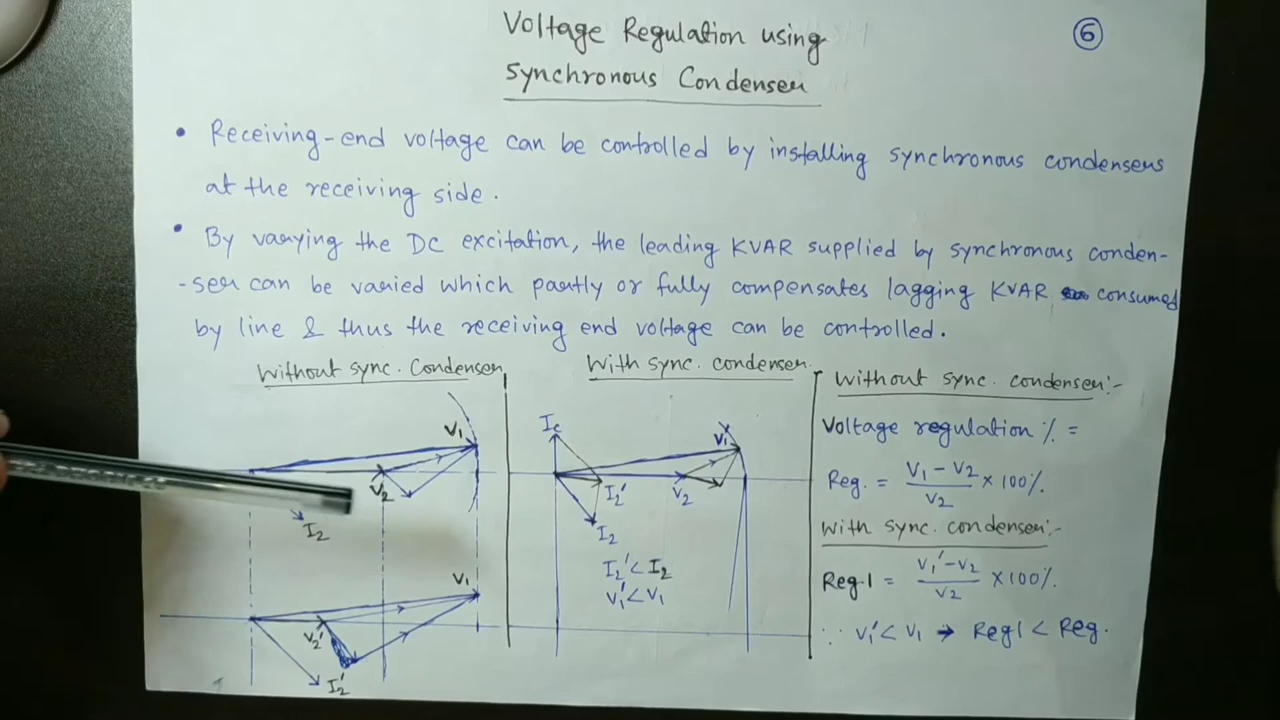 Voltage Regulation using
Synchronous Condenser
⑥
• Receiving-end voltage can be controlled by installing synchronous condensers
at the receiving side.
• By varying the DC excitation, the leading KVAR supplied by synchronous conden-
-ser can be varied which partly or fully compensates lagging KVAR consumed
by line & thus the receiving end voltage can be controlled.
Without sync. Condenser
V1
V2
I2
V1
V2'
I2'
With sync. condenser
Ic
V1'
I2'
V2
I2
I2' < I2
V1' < V1
Without sync. condenser:-
Voltage regulation % =
Reg. = V1 - V2 / V2 × 100%.
With sync. condenser:-
Reg1 = V1' - V2 / V2 × 100%.
∵ V1' < V1 → Reg1 < Reg.